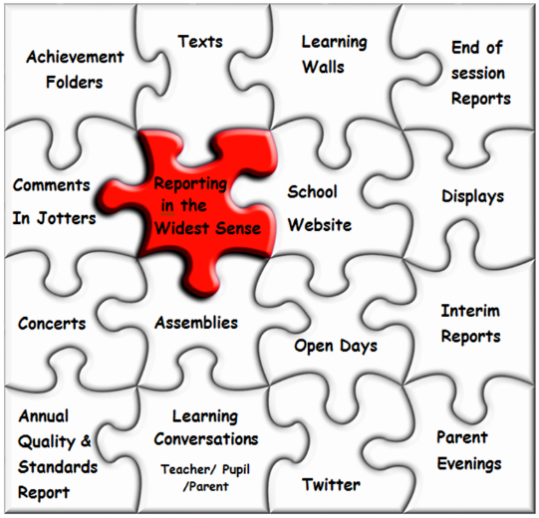 Achievement
Folders
Texts
Learning
Walls
End of
session
Reports
Comments
In Jotters
Reporting
in the
Widest Sense
School
Website
Displays
Concerts
Assemblies
Open Days
Interim
Reports
Annual
Quality &
Standards
Report
Learning
Conversations
Teacher/ Pupil
/Parent
Twitter
Parent
Evenings